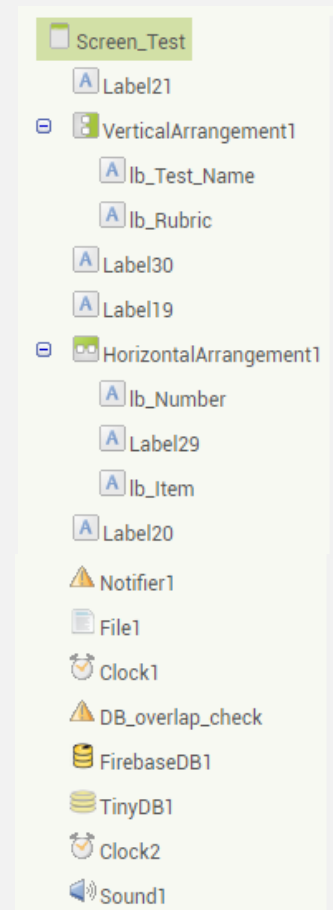 Screen_Test
A Label21
VerticalArrangement1
A lb_Test_Name
A lb_Rubric
A Label30
A Label19
HorizontalArrangement1
A lb_Number
A Label29
A lb_Item
A Label20
Notifier1
File1
Clock1
DB_overlap_check
FirebaseDB1
TinyDB1
Clock2
Sound1